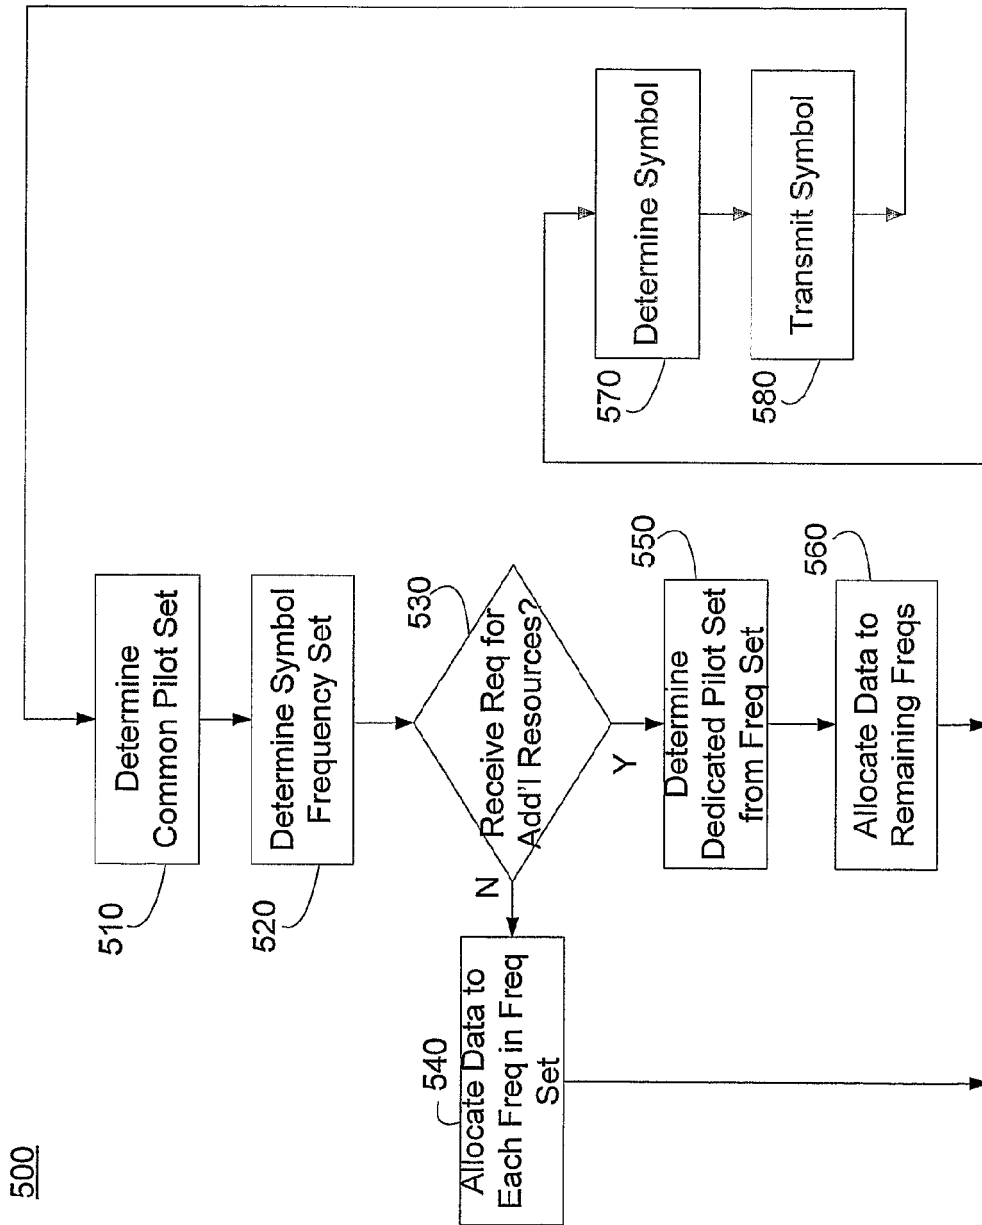 500
510
Determine
Common Pilot Set
520
Determine Symbol
Frequency Set
530
Receive Req for
Add'l Resources?
N
Y
540
Allocate Data to
Each Freq in Freq
Set
550
Determine
Dedicated Pilot Set
from Freq Set
560
Allocate Data to
Remaining Freqs
570
Determine Symbol
580
Transmit Symbol